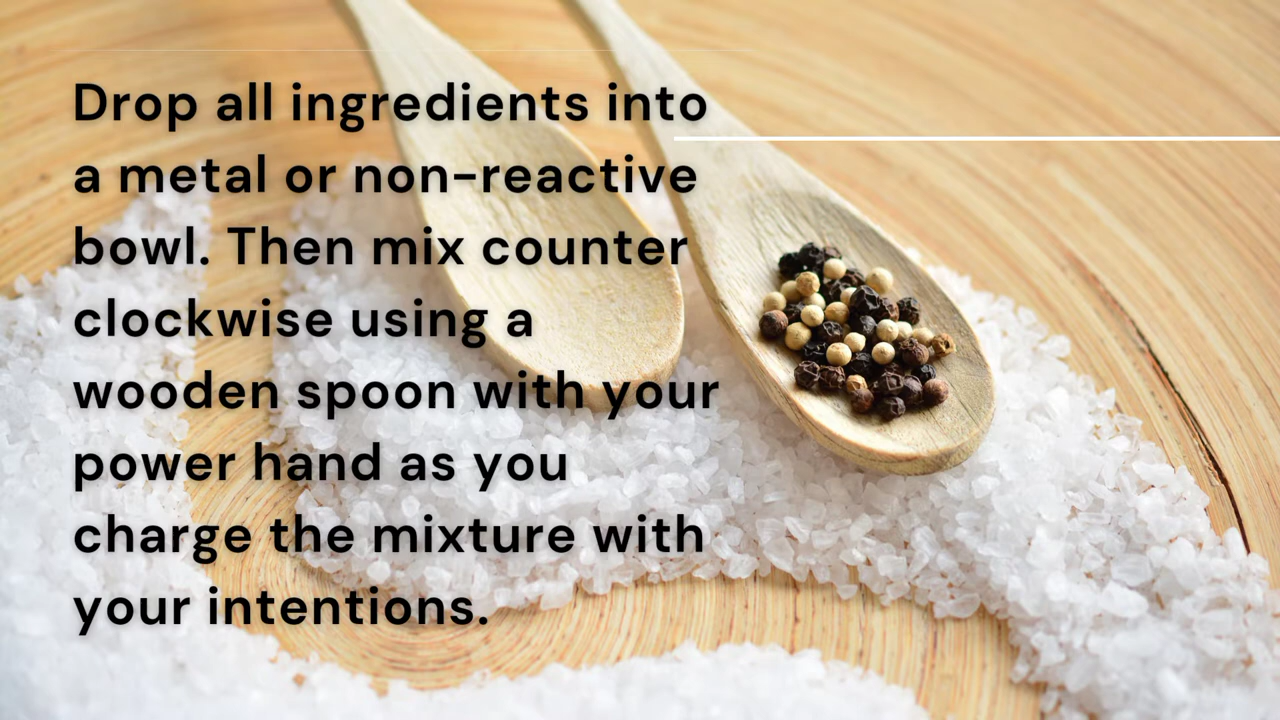 Drop all ingredients into
a metal or non-reactive
bowl. Then mix counter
clockwise using a
wooden spoon with your
power hand as you
charge the mixture with
your intentions.